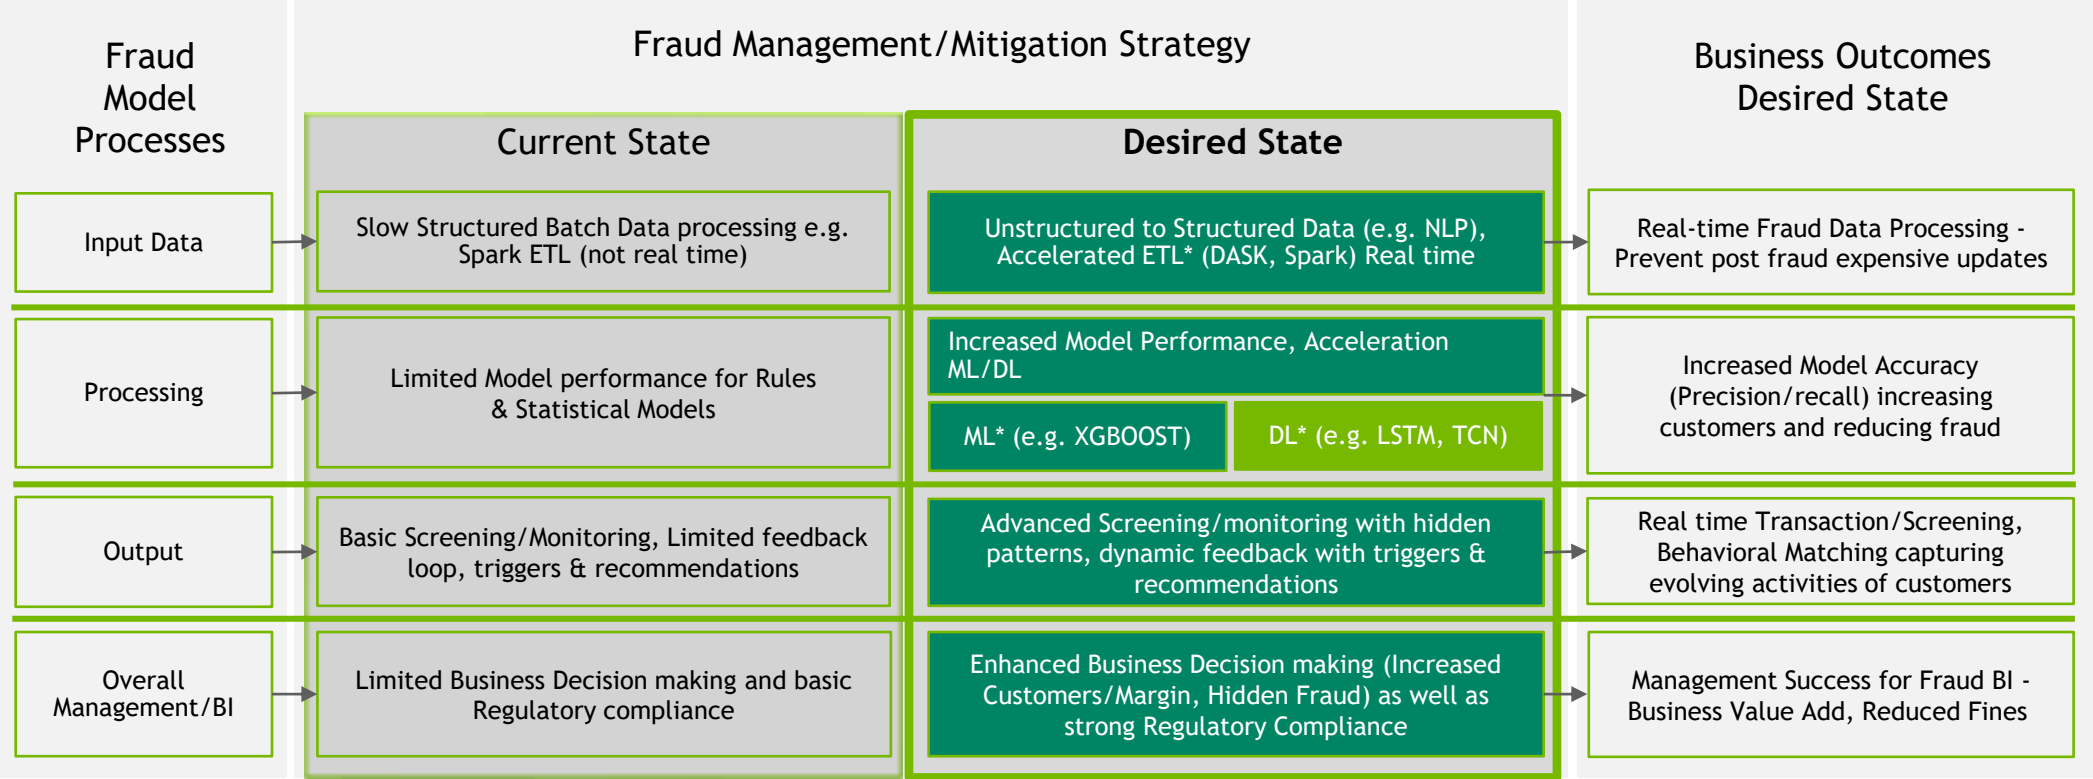 Fraud
Model
Processes
Fraud Management/Mitigation Strategy
Business Outcomes
Desired State
Current State
Desired State
Input Data
Slow Structured Batch Data processing e.g.
Spark ETL (not real time)
Unstructured to Structured Data (e.g. NLP),
Accelerated ETL* (DASK, Spark) Real time
Real-time Fraud Data Processing -
Prevent post fraud expensive updates
Processing
Limited Model performance for Rules
& Statistical Models
Increased Model Performance, Acceleration
ML/DL
ML* (e.g. XGBOOST)
DL* (e.g. LSTM, TCN)
Increased Model Accuracy
(Precision/recall) increasing
customers and reducing fraud
Output
Basic Screening/Monitoring, Limited feedback
loop, triggers & recommendations
Advanced Screening/monitoring with hidden
patterns, dynamic feedback with triggers &
recommendations
Real time Transaction/Screening,
Behavioral Matching capturing
evolving activities of customers
Overall
Management/BI
Limited Business Decision making and basic
Regulatory compliance
Enhanced Business Decision making (Increased
Customers/Margin, Hidden Fraud) as well as
strong Regulatory Compliance
Management Success for Fraud BI -
Business Value Add, Reduced Fines